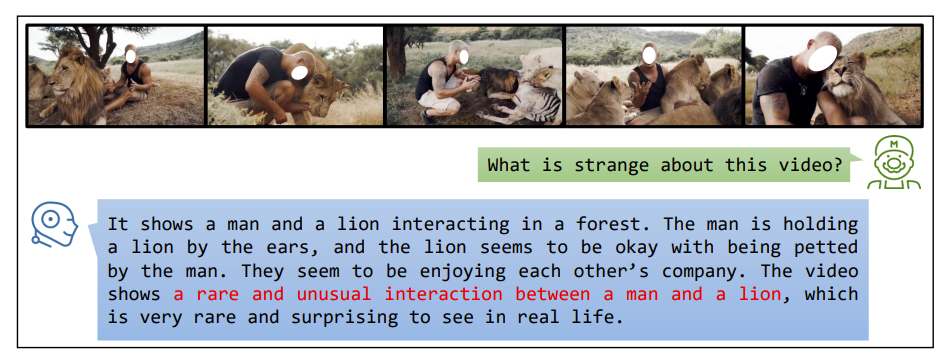 M
What is strange about this video?
It shows a man and a lion interacting in a forest. The man is holding
a lion by the ears, and the lion seems to be okay with being petted
by the man. They seem to be enjoying each other’s company. The video
shows a rare and unusual interaction between a man and a lion, which
is very rare and surprising to see in real life.